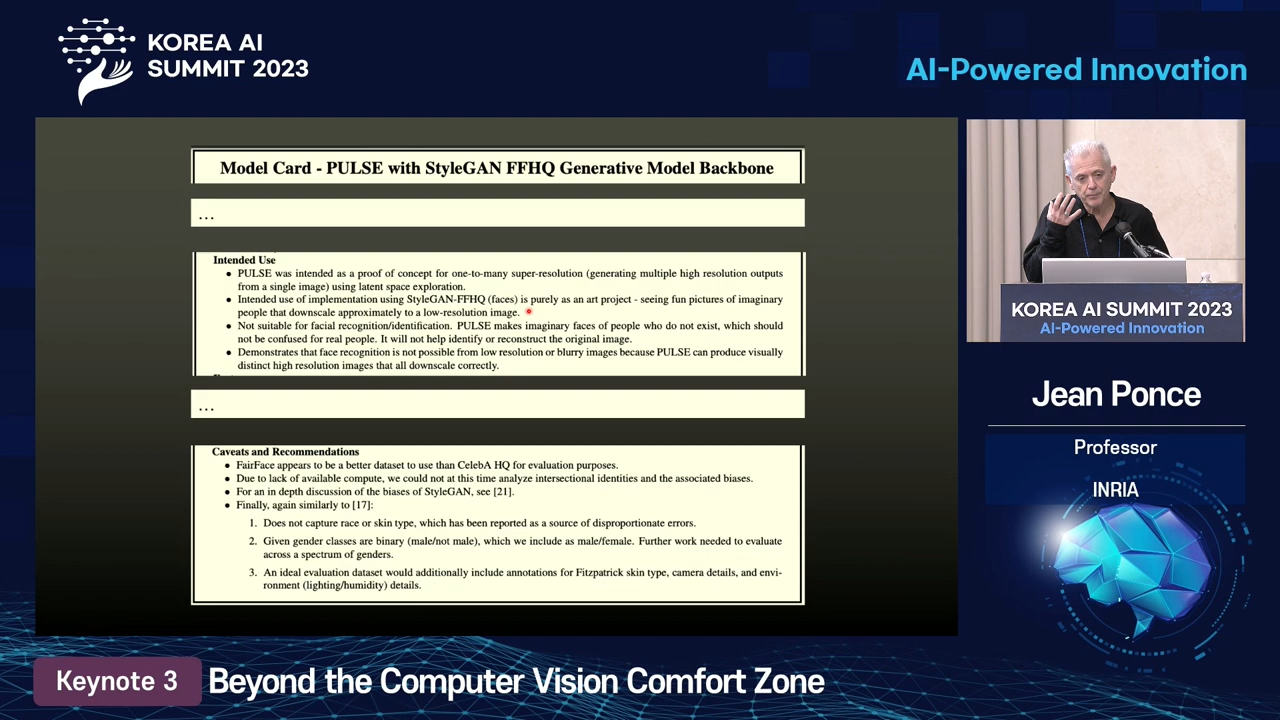 KOREA AI
SUMMIT 2023
AI-Powered Innovation
Model Card - PULSE with StyleGAN FFHQ Generative Model Backbone
...
Intended Use
• PULSE was intended as a proof of concept for one-to-many super-resolution (generating multiple high resolution outputs
from a single image) using latent space exploration.
• Intended use of implementation using StyleGAN-FFHQ (faces) is purely as an art project - seeing fun pictures of imaginary
people that downscale approximately to a low-resolution image.
• Not suitable for facial recognition/identification. PULSE makes imaginary faces of people who do not exist, which should
not be confused for real people. It will not help identify or reconstruct the original image.
• Demonstrates that face recognition is not possible from low resolution or blurry images because PULSE can produce visually
distinct high resolution images that all downscale correctly.
...
Caveats and Recommendations
• FairFace appears to be a better dataset to use than CelebA HQ for evaluation purposes.
• Due to lack of available compute, we could not at this time analyze intersectional identities and the associated biases.
• For an in depth discussion of the biases of StyleGAN, see [21].
• Finally, again similarly to [17]:
1. Does not capture race or skin type, which has been reported as a source of disproportionate errors.
2. Given gender classes are binary (male/not male), which we include as male/female. Further work needed to evaluate
across a spectrum of genders.
3. An ideal evaluation dataset would additionally include annotations for Fitzpatrick skin type, camera details, and envi-
ronment (lighting/humidity) details.
KOREA AI SUMMIT 2023
AI-Powered Innovation
Jean Ponce
Professor
INRIA
Keynote 3
Beyond the Computer Vision Comfort Zone